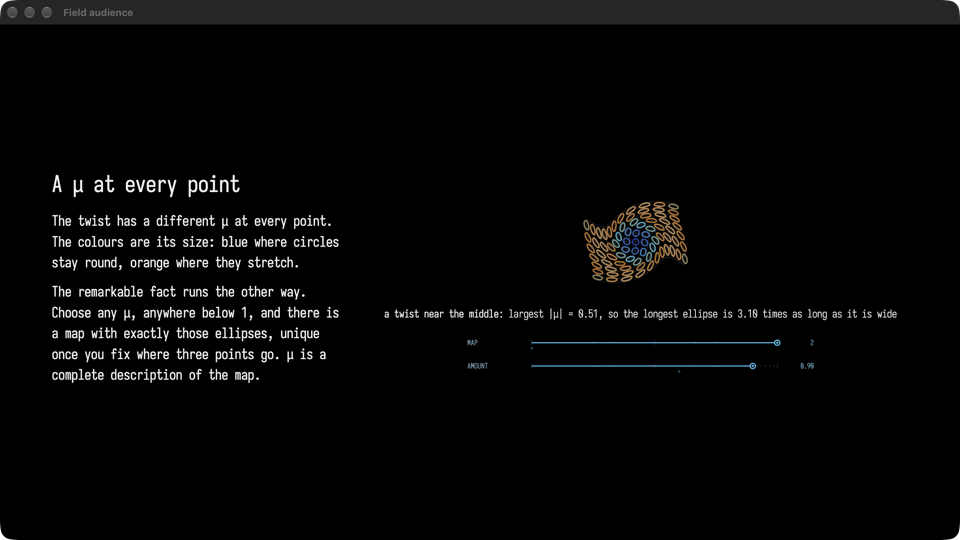 Field audience
A μ at every point
The twist has a different μ at every point.
The colours are its size: blue where circles
stay round, orange where they stretch.
The remarkable fact runs the other way.
Choose any μ, anywhere below 1, and there is
a map with exactly those ellipses, unique
once you fix where three points go. μ is a
complete description of the map.
a twist near the middle: largest |μ| = 0.51, so the longest ellipse is 3.10 times as long as it is wide
MAP 2
AMOUNT 0.90